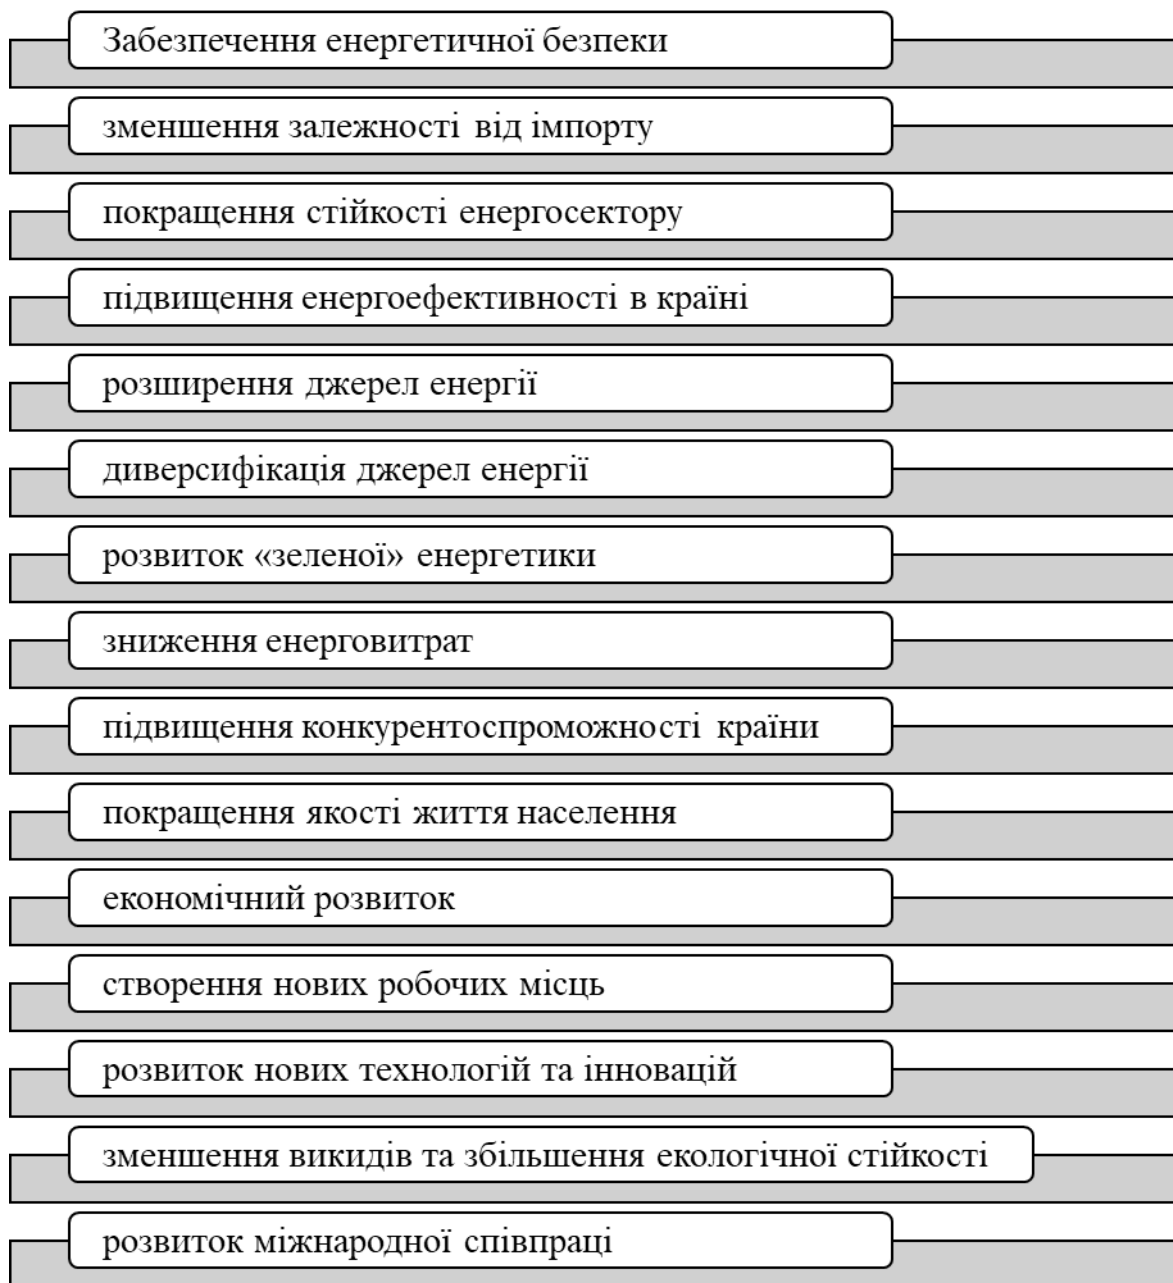 Забезпечення енергетичної безпеки
зменшення залежності від імпорту
покращення стійкості енергосектору
підвищення енергоефективності в країні
розширення джерел енергії
диверсифікація джерел енергії
розвиток «зеленої» енергетики
зниження енерговитрат
підвищення конкурентоспроможності країни
покращення якості життя населення
економічний розвиток
створення нових робочих місць
розвиток нових технологій та інновацій
зменшення викидів та збільшення екологічної стійкості
розвиток міжнародної співпраці